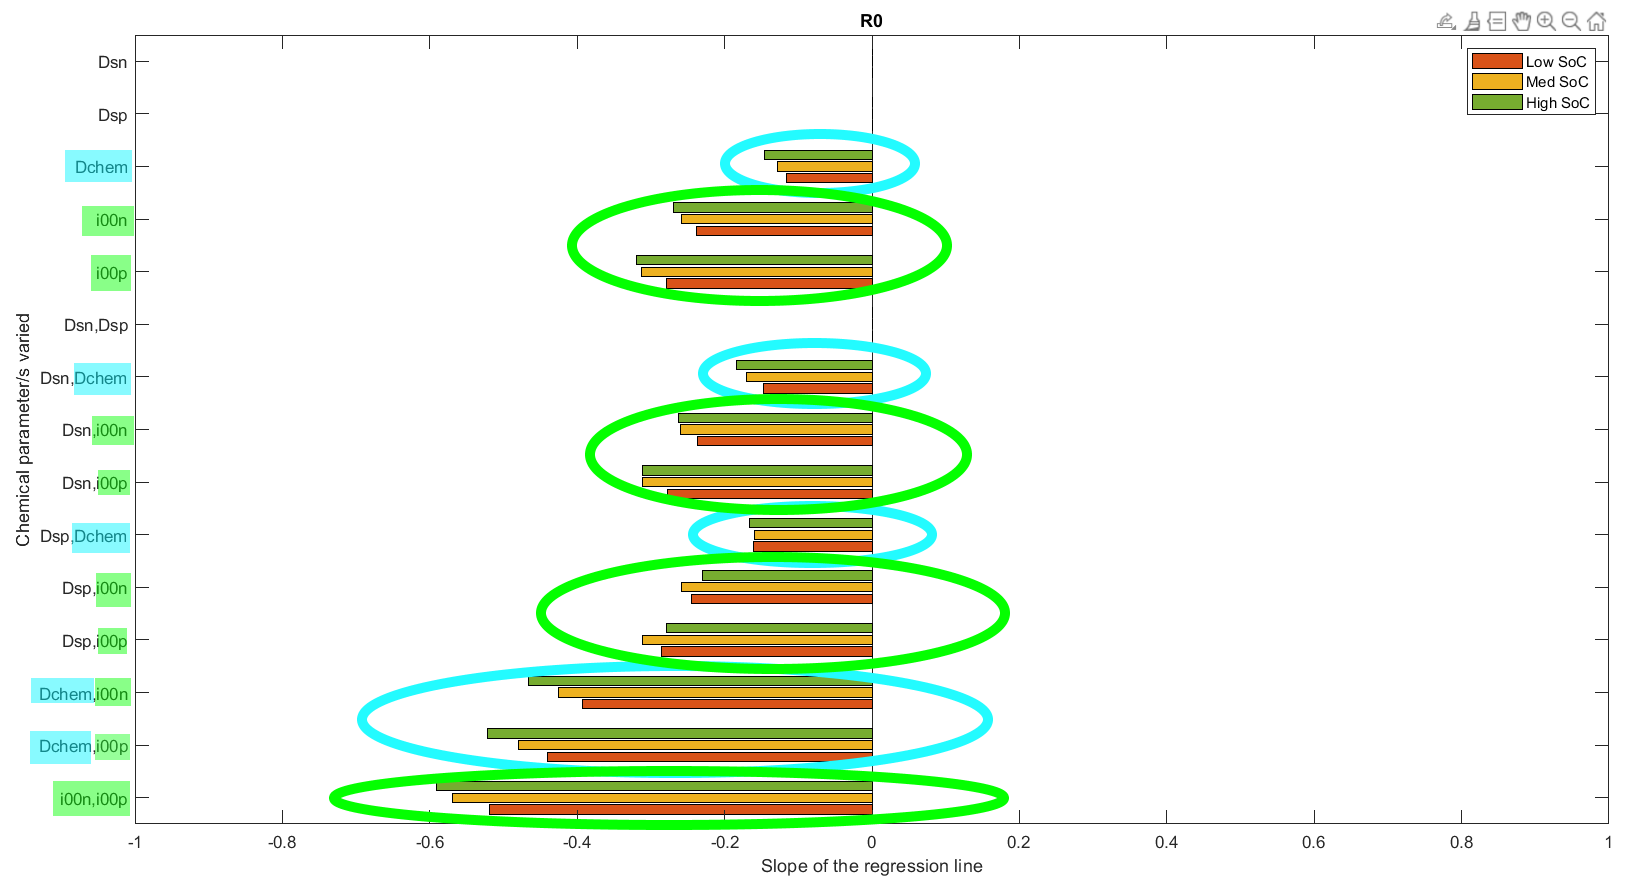 R0
Low SoC
Med SoC
High SoC
Dsn
Dsp
Dchem
i00n
i00p
Dsn,Dsp
Dsn,Dchem
Dsn,i00n
Dsn,i00p
Dsp,Dchem
Dsp,i00n
Dsp,i00p
Dchem,i00n
Dchem,i00p
i00n,i00p
Chemical parameter/s varied
-1 -0.8 -0.6 -0.4 -0.2 0 0.2 0.4 0.6 0.8 1
Slope of the regression line